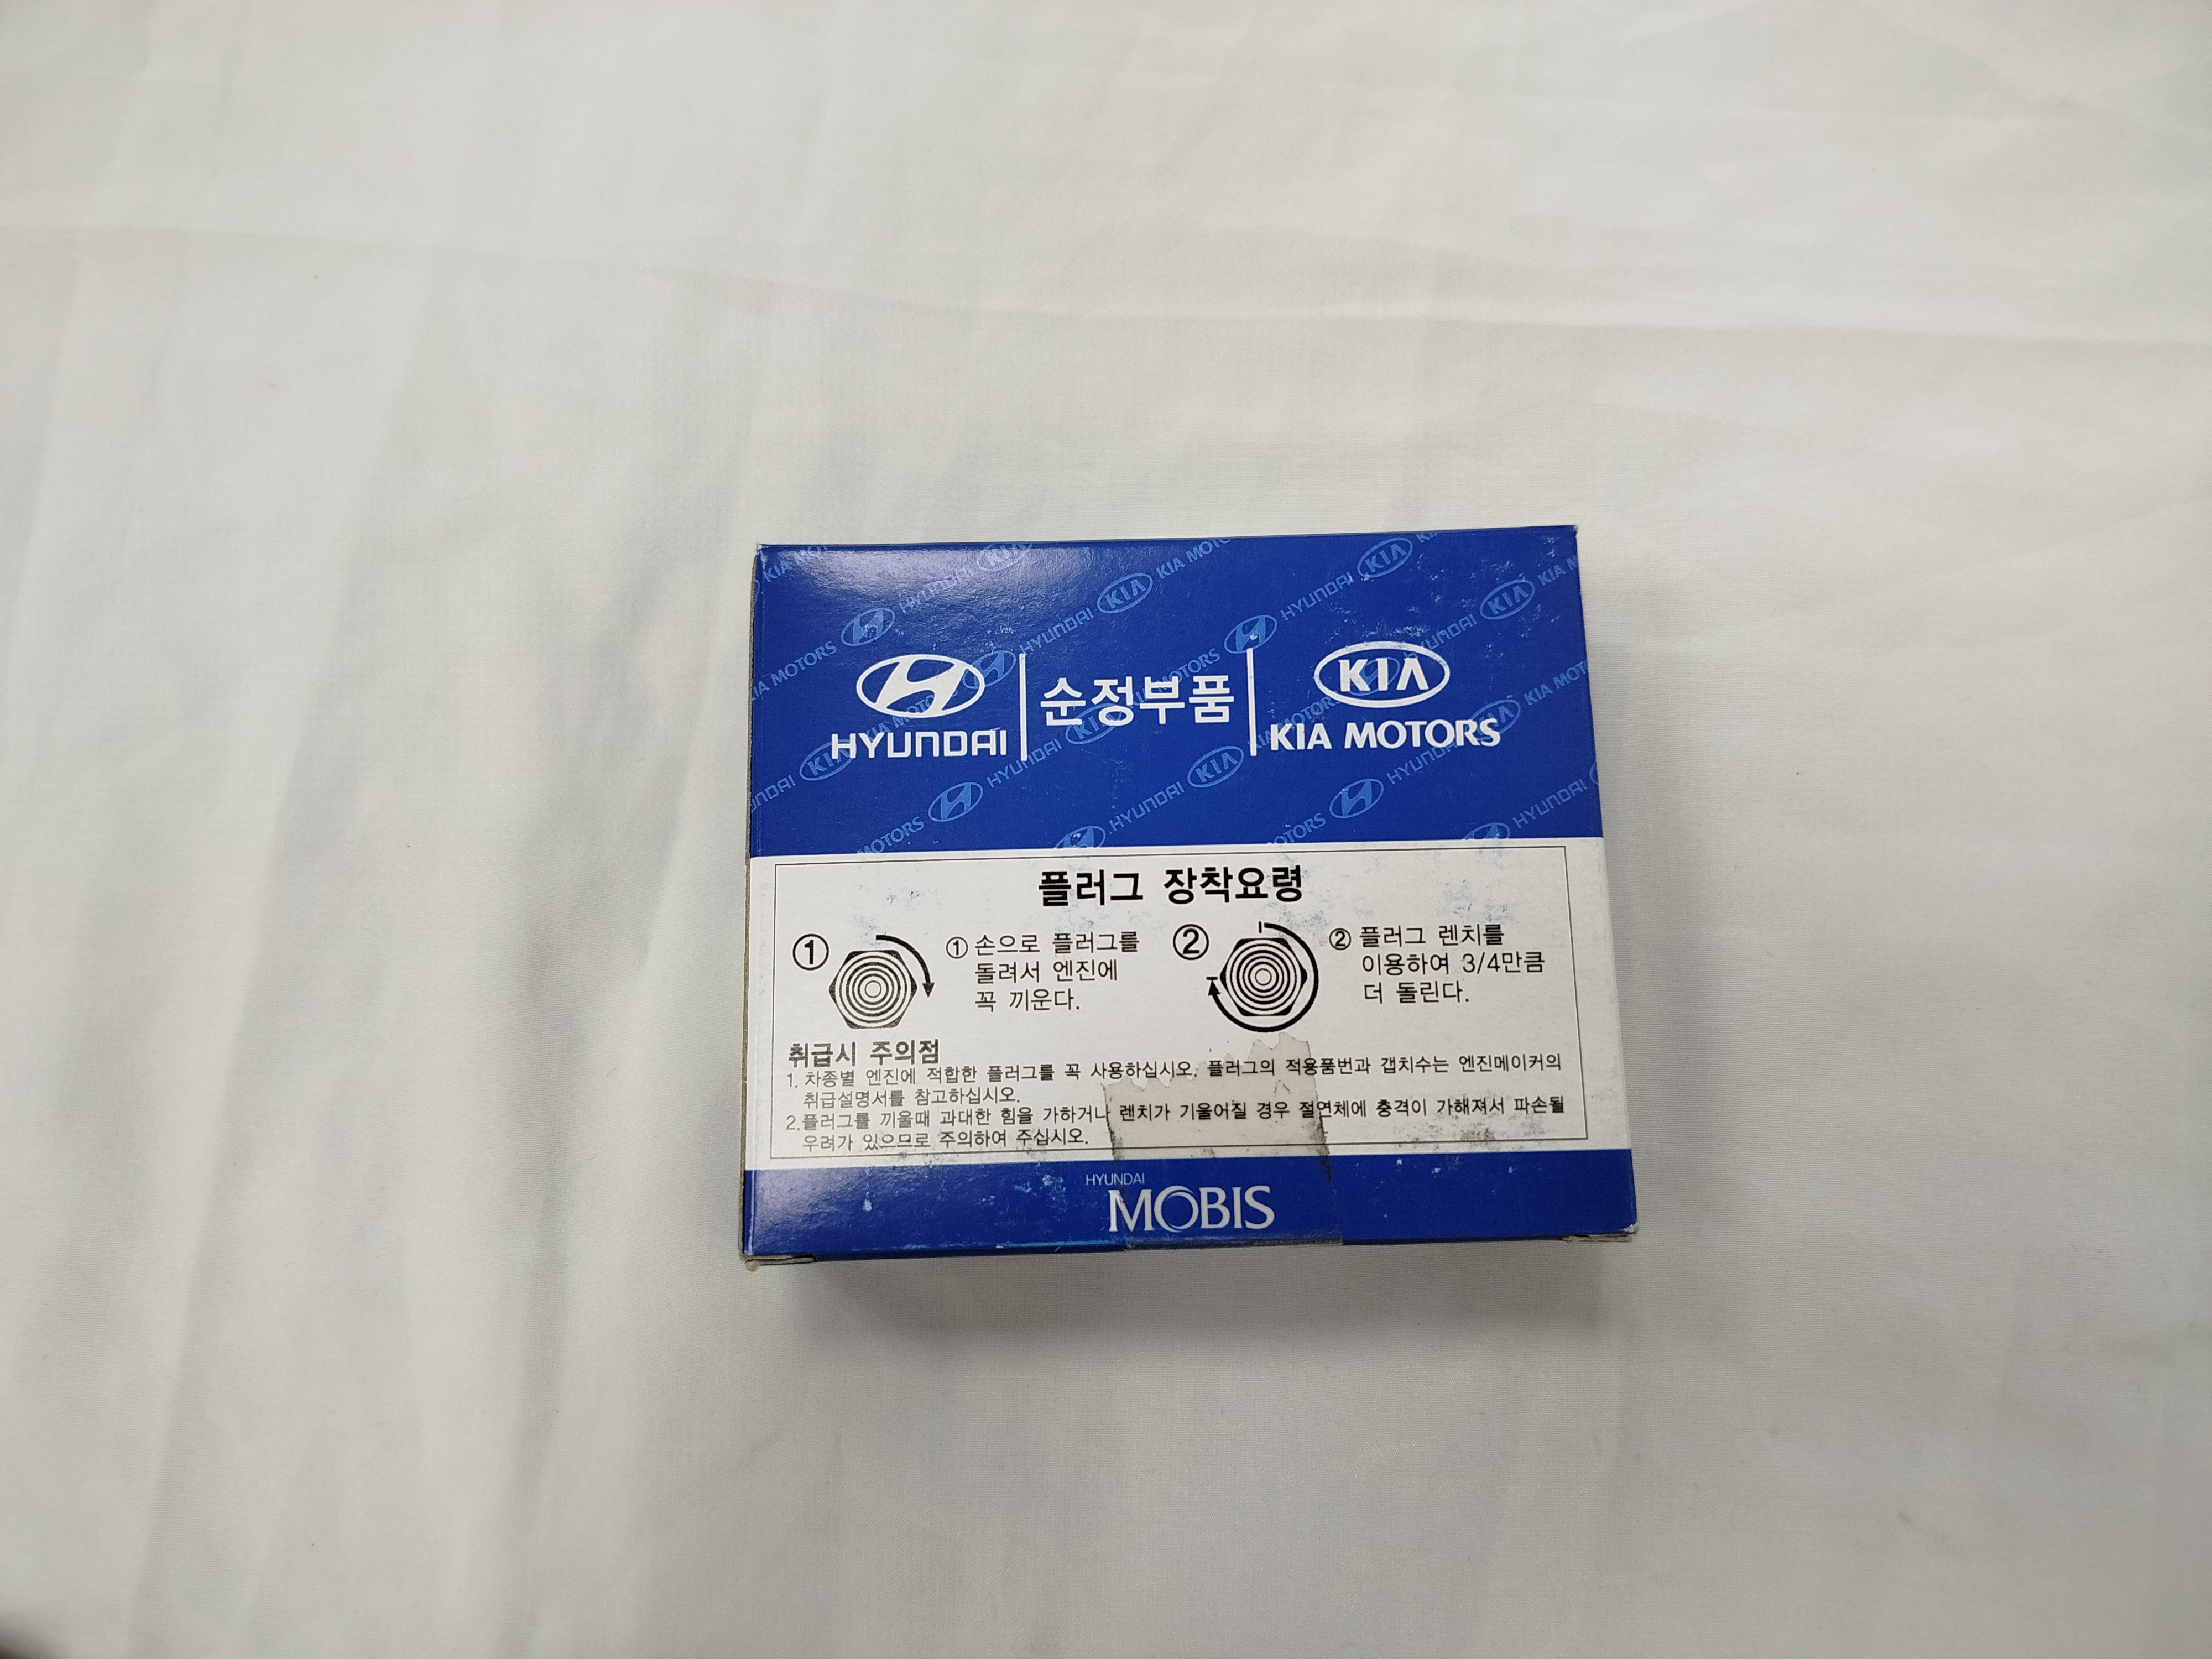 HYUNDAI
순정부품
KIA
KIA MOTORS
플러그 장착요령
①
① 손으로 플러그를
돌려서 엔진에
꼭 끼운다.
②
② 플러그 렌치를
이용하여 3/4만큼
더 돌린다.
취급시 주의점
1. 차종별 엔진에 적합한 플러그를 꼭 사용하십시오. 플러그의 적용품번과 갭치수는 엔진메이커의
취급설명서를 참고하십시오.
2.플러그를 끼울때 과대한 힘을 가하거나 렌치가 기울어질 경우 절연체에 충격이 가해져서 파손될
우려가 있으므로 주의하여 주십시오.
HYUNDAI
MOBIS